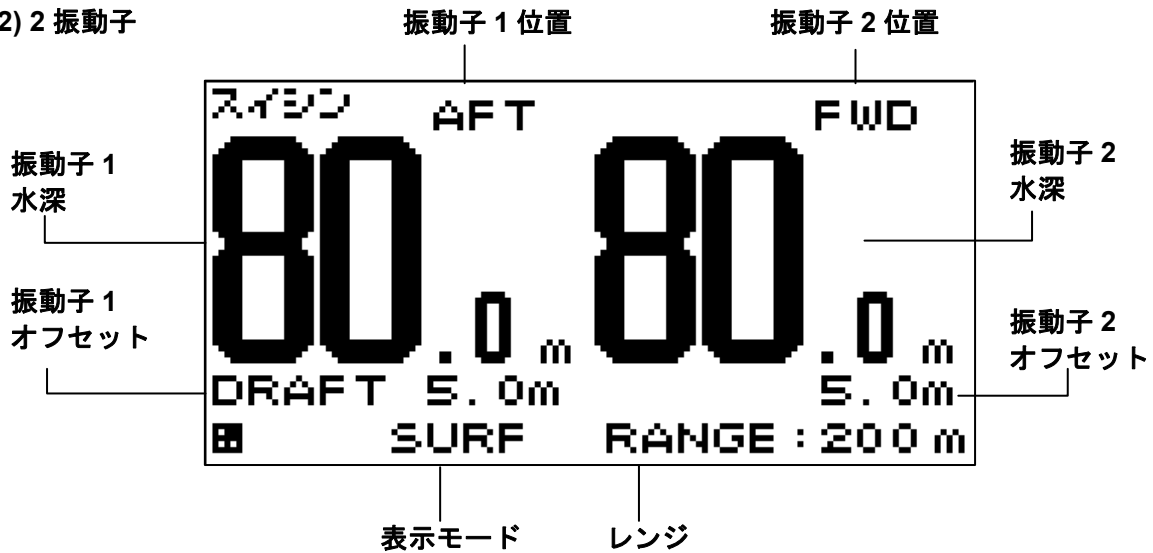 2) 2 振動子
振動子 1 位置
振動子 2 位置
スイシン
AFT
FWD
振動子 1
水深
80.0 m
80.0 m
振動子 2
水深
振動子 1
オフセット
DRAFT 5.0m
5.0m
振動子 2
オフセット
SURF
RANGE : 200 m
表示モード
レンジ